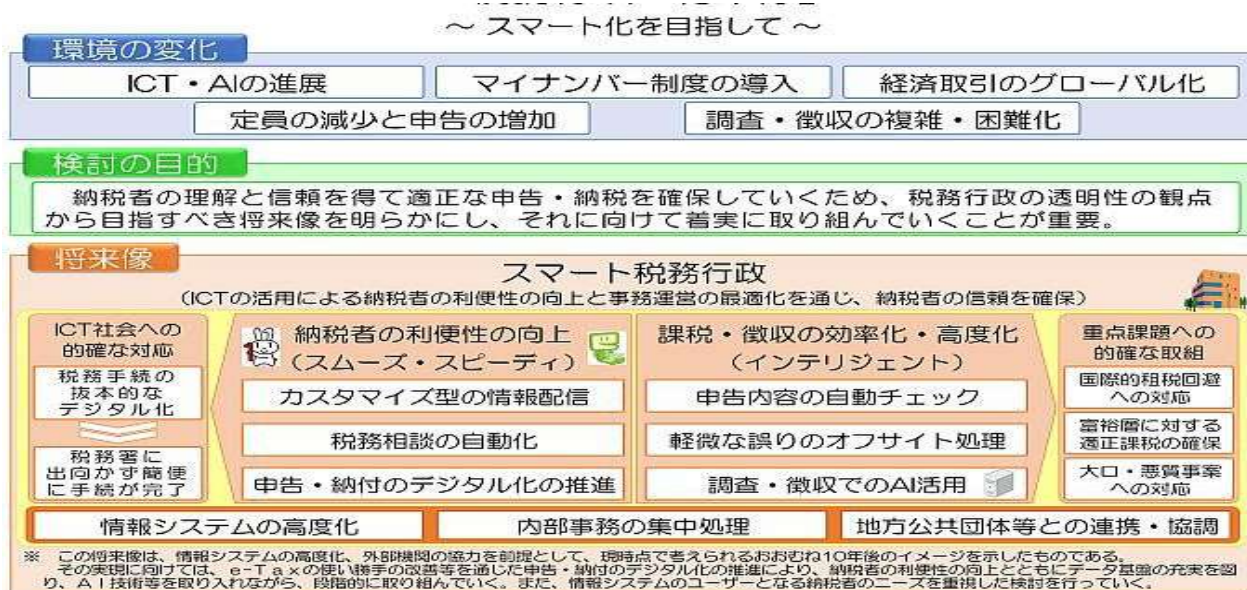 ～ スマート化を目指して ～
環境の変化
ICT・AIの進展
マイナンバー制度の導入
経済取引のグローバル化
定員の減少と申告の増加
調査・徴収の複雑・困難化
検討の目的
納税者の理解と信頼を得て適正な申告・納税を確保していくため、税務行政の透明性の観点
から目指すべき将来像を明らかにし、それに向けて着実に取り組んでいくことが重要。
将来像
スマート税務行政
（ICTの活用による納税者の利便性の向上と事務運営の最適化を通じ、納税者の信頼を確保）
ICT社会への
的確な対応
税務手続の
抜本的な
デジタル化
税務署に
出向かず簡便
に手続が完了
納税者の利便性の向上
（スムーズ・スピーディ）
カスタマイズ型の情報配信
税務相談の自動化
申告・納付のデジタル化の推進
課税・徴収の効率化・高度化
（インテリジェント）
申告内容の自動チェック
軽微な誤りのオフサイト処理
調査・徴収でのAI活用
重点課題への
的確な取組
国際的租税回避
への対応
富裕層に対する
適正課税の確保
大口・悪質事案
への対応
情報システムの高度化
内部事務の集中処理
地方公共団体等との連携・協調
※ この将来像は、情報システムの高度化、外部機関の協力を前提として、現時点で考えられるおおむね10年後のイメージを示したものである。
その実現に向けては、e-Taxの使い勝手の改善等を通じた申告・納付のデジタル化の推進により、納税者の利便性の向上とともにデータ基盤の充実を図
り、AI技術等を取り入れながら、段階的に取り組んでいく。また、情報システムのユーザーとなる納税者のニーズを重視した検討を行っていく。